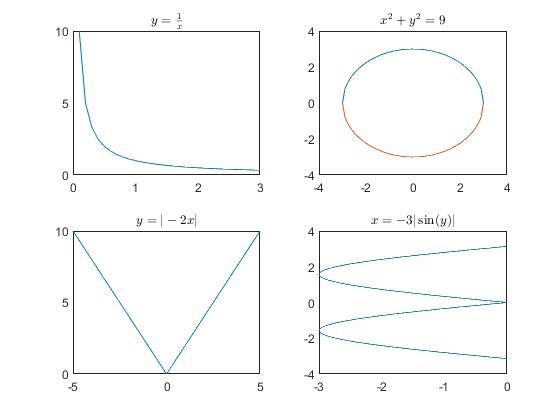 y = 1/x
10
5
0
0 1 2 3
x² + y² = 9
4
2
0
-2
-4
-4 -2 0 2 4
y = | − 2x|
10
5
0
-5 0 5
x = −3| sin(y)|
4
2
0
-2
-4
-3 -2 -1 0